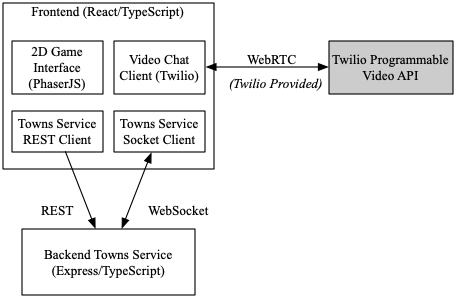 Frontend (React/TypeScript)
2D Game
Interface
(PhaserJS)
Video Chat
Client (Twilio)
WebRTC
(Twilio Provided)
Twilio Programmable
Video API
Towns Service
REST Client
Towns Service
Socket Client
REST
WebSocket
Backend Towns Service
(Express/TypeScript)